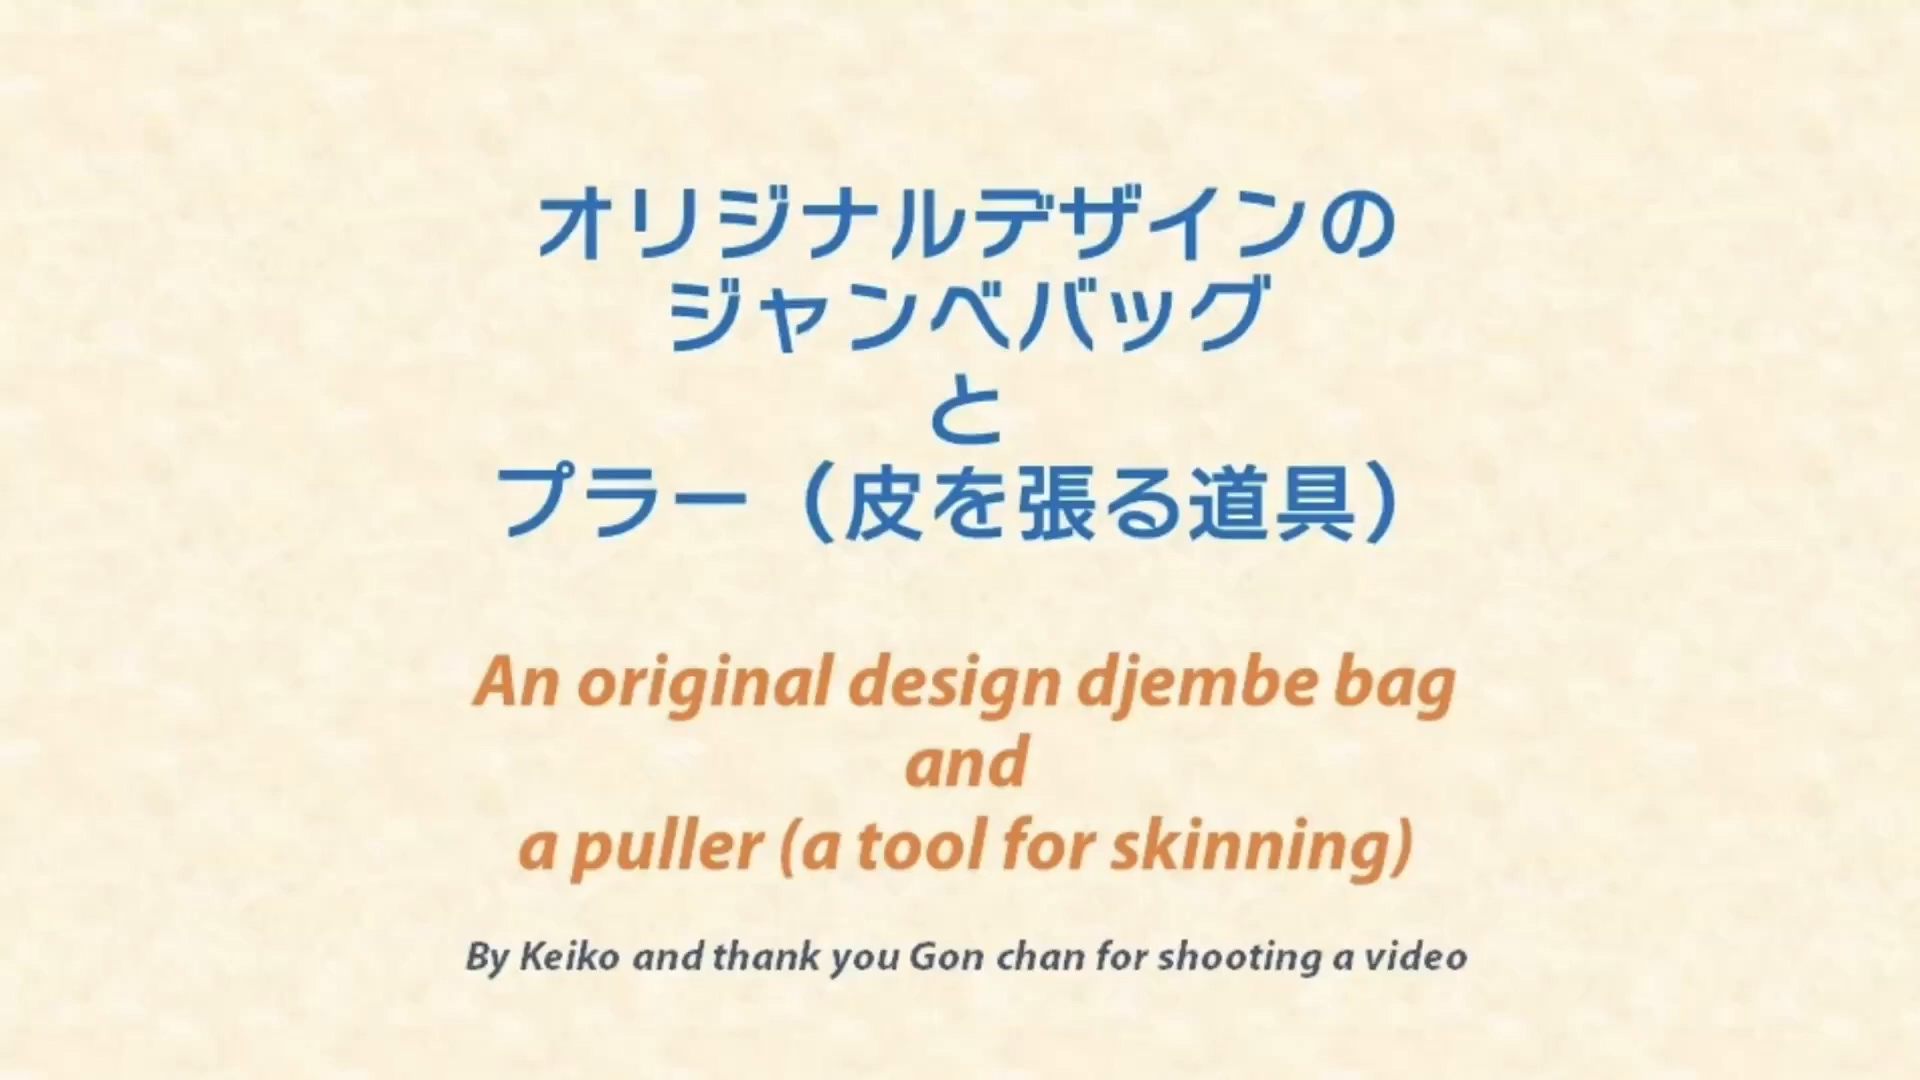 オリジナルデザインの
ジャンベバッグ
と
プラー（皮を張る道具）
An original design djembe bag
and
a puller (a tool for skinning)
By Keiko and thank you Gon chan for shooting a video